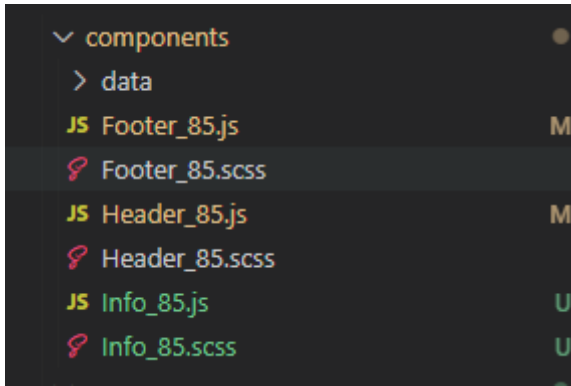 components
data
JS Footer_85.js M
Footer_85.scss
JS Header_85.js M
Header_85.scss
JS Info_85.js U
Info_85.scss U